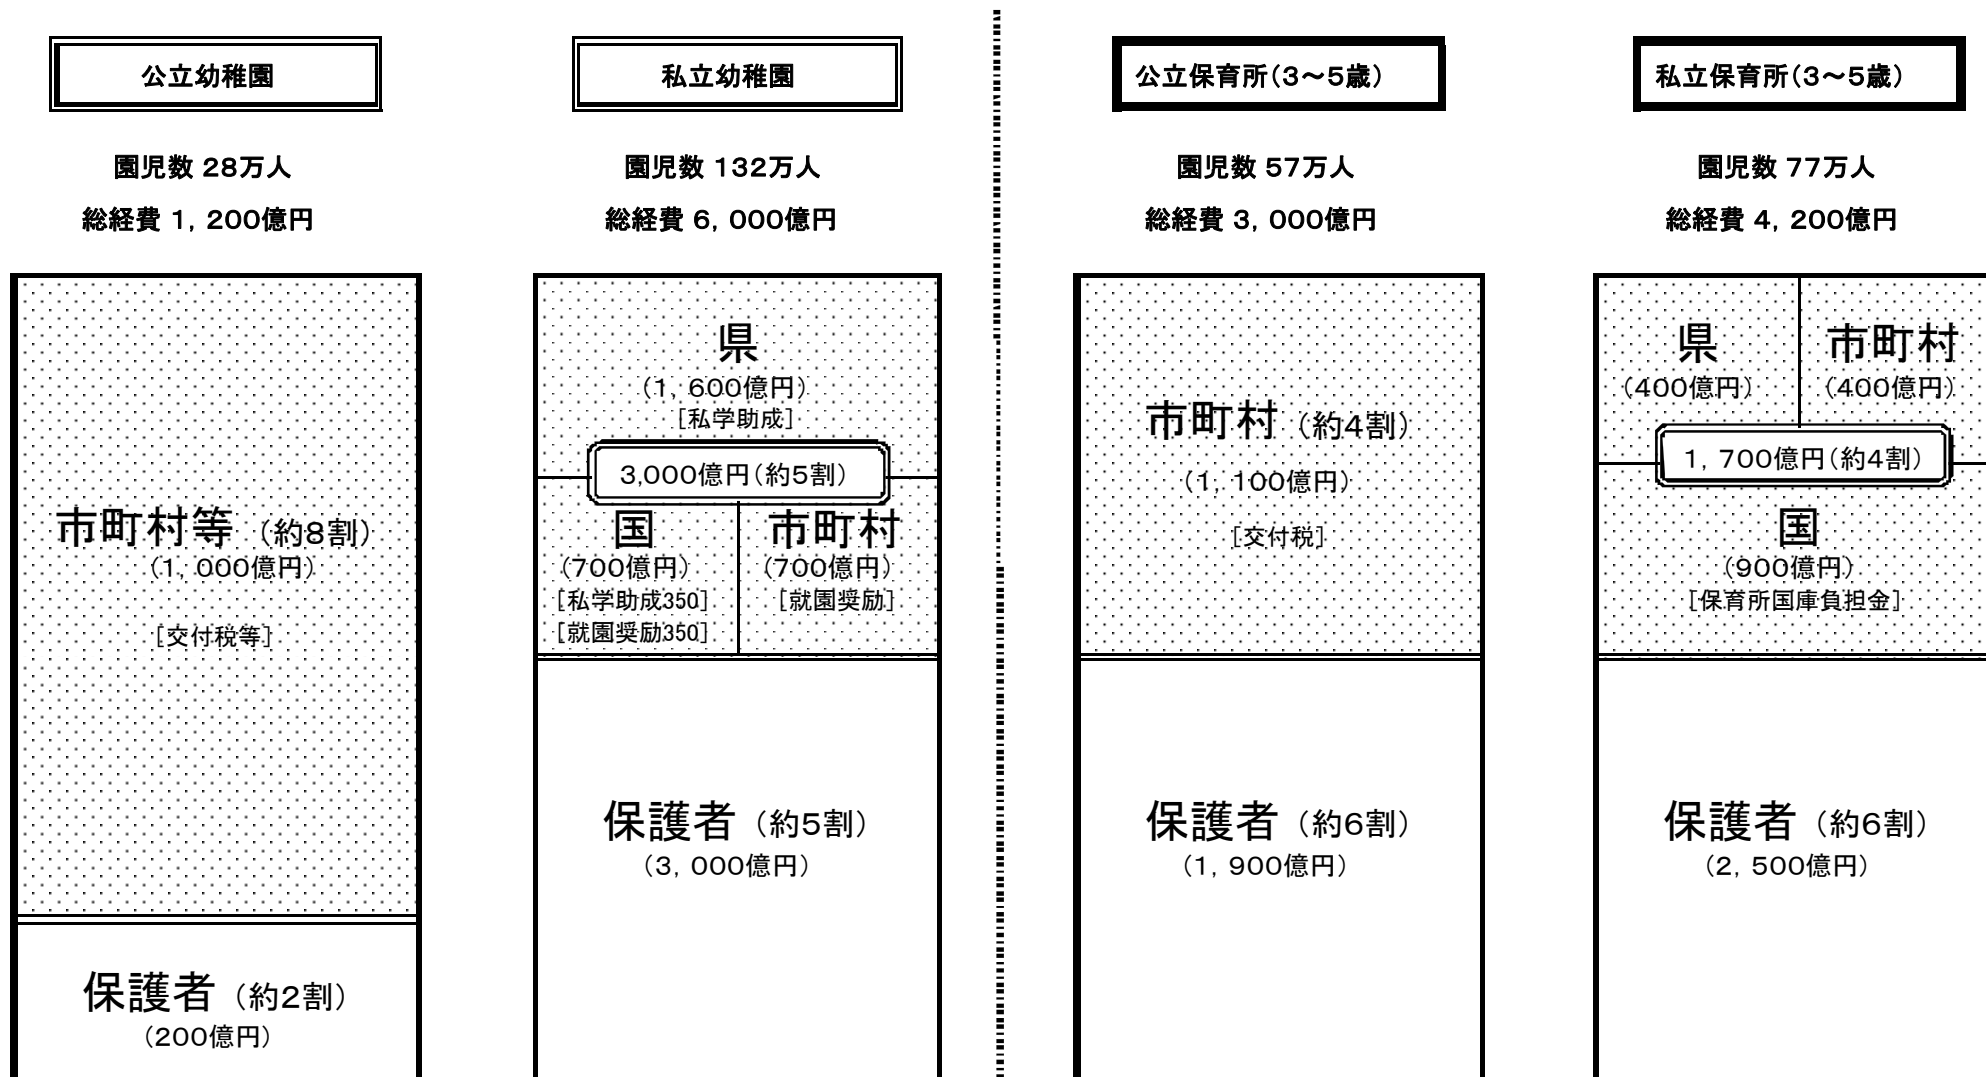 公立幼稚園
園児数 28万人
総経費 1，200億円
市町村等（約8割）
（1，000億円）
［交付税等］
保護者（約2割）
（200億円）
私立幼稚園
園児数 132万人
総経費 6，000億円
県
（1，600億円）
［私学助成］
3,000億円（約5割）
国
（700億円）
［私学助成350］
［就園奨励350］
市町村
（700億円）
［就園奨励］
保護者（約5割）
（3，000億円）
公立保育所（3～5歳）
園児数 57万人
総経費 3，000億円
市町村（約4割）
（1，100億円）
［交付税］
保護者（約6割）
（1，900億円）
私立保育所（3～5歳）
園児数 77万人
総経費 4，200億円
県
（400億円）
市町村
（400億円）
1，700億円（約4割）
国
（900億円）
［保育所国庫負担金］
保護者（約6割）
（2，500億円）